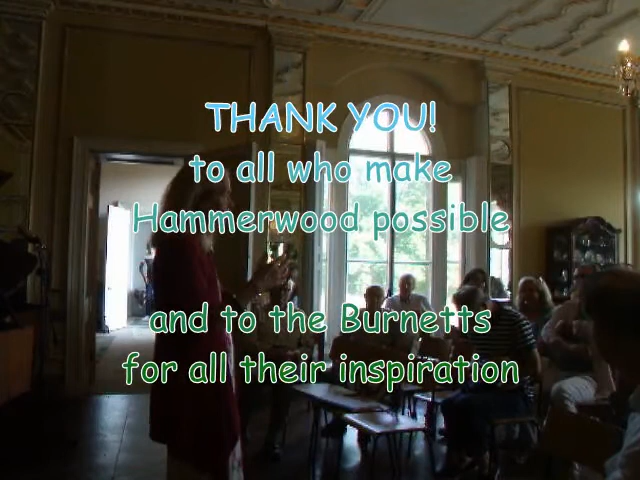 THANK YOU!
to all who make
Hammerwood possible
and to the Burnetts
for all their inspiration